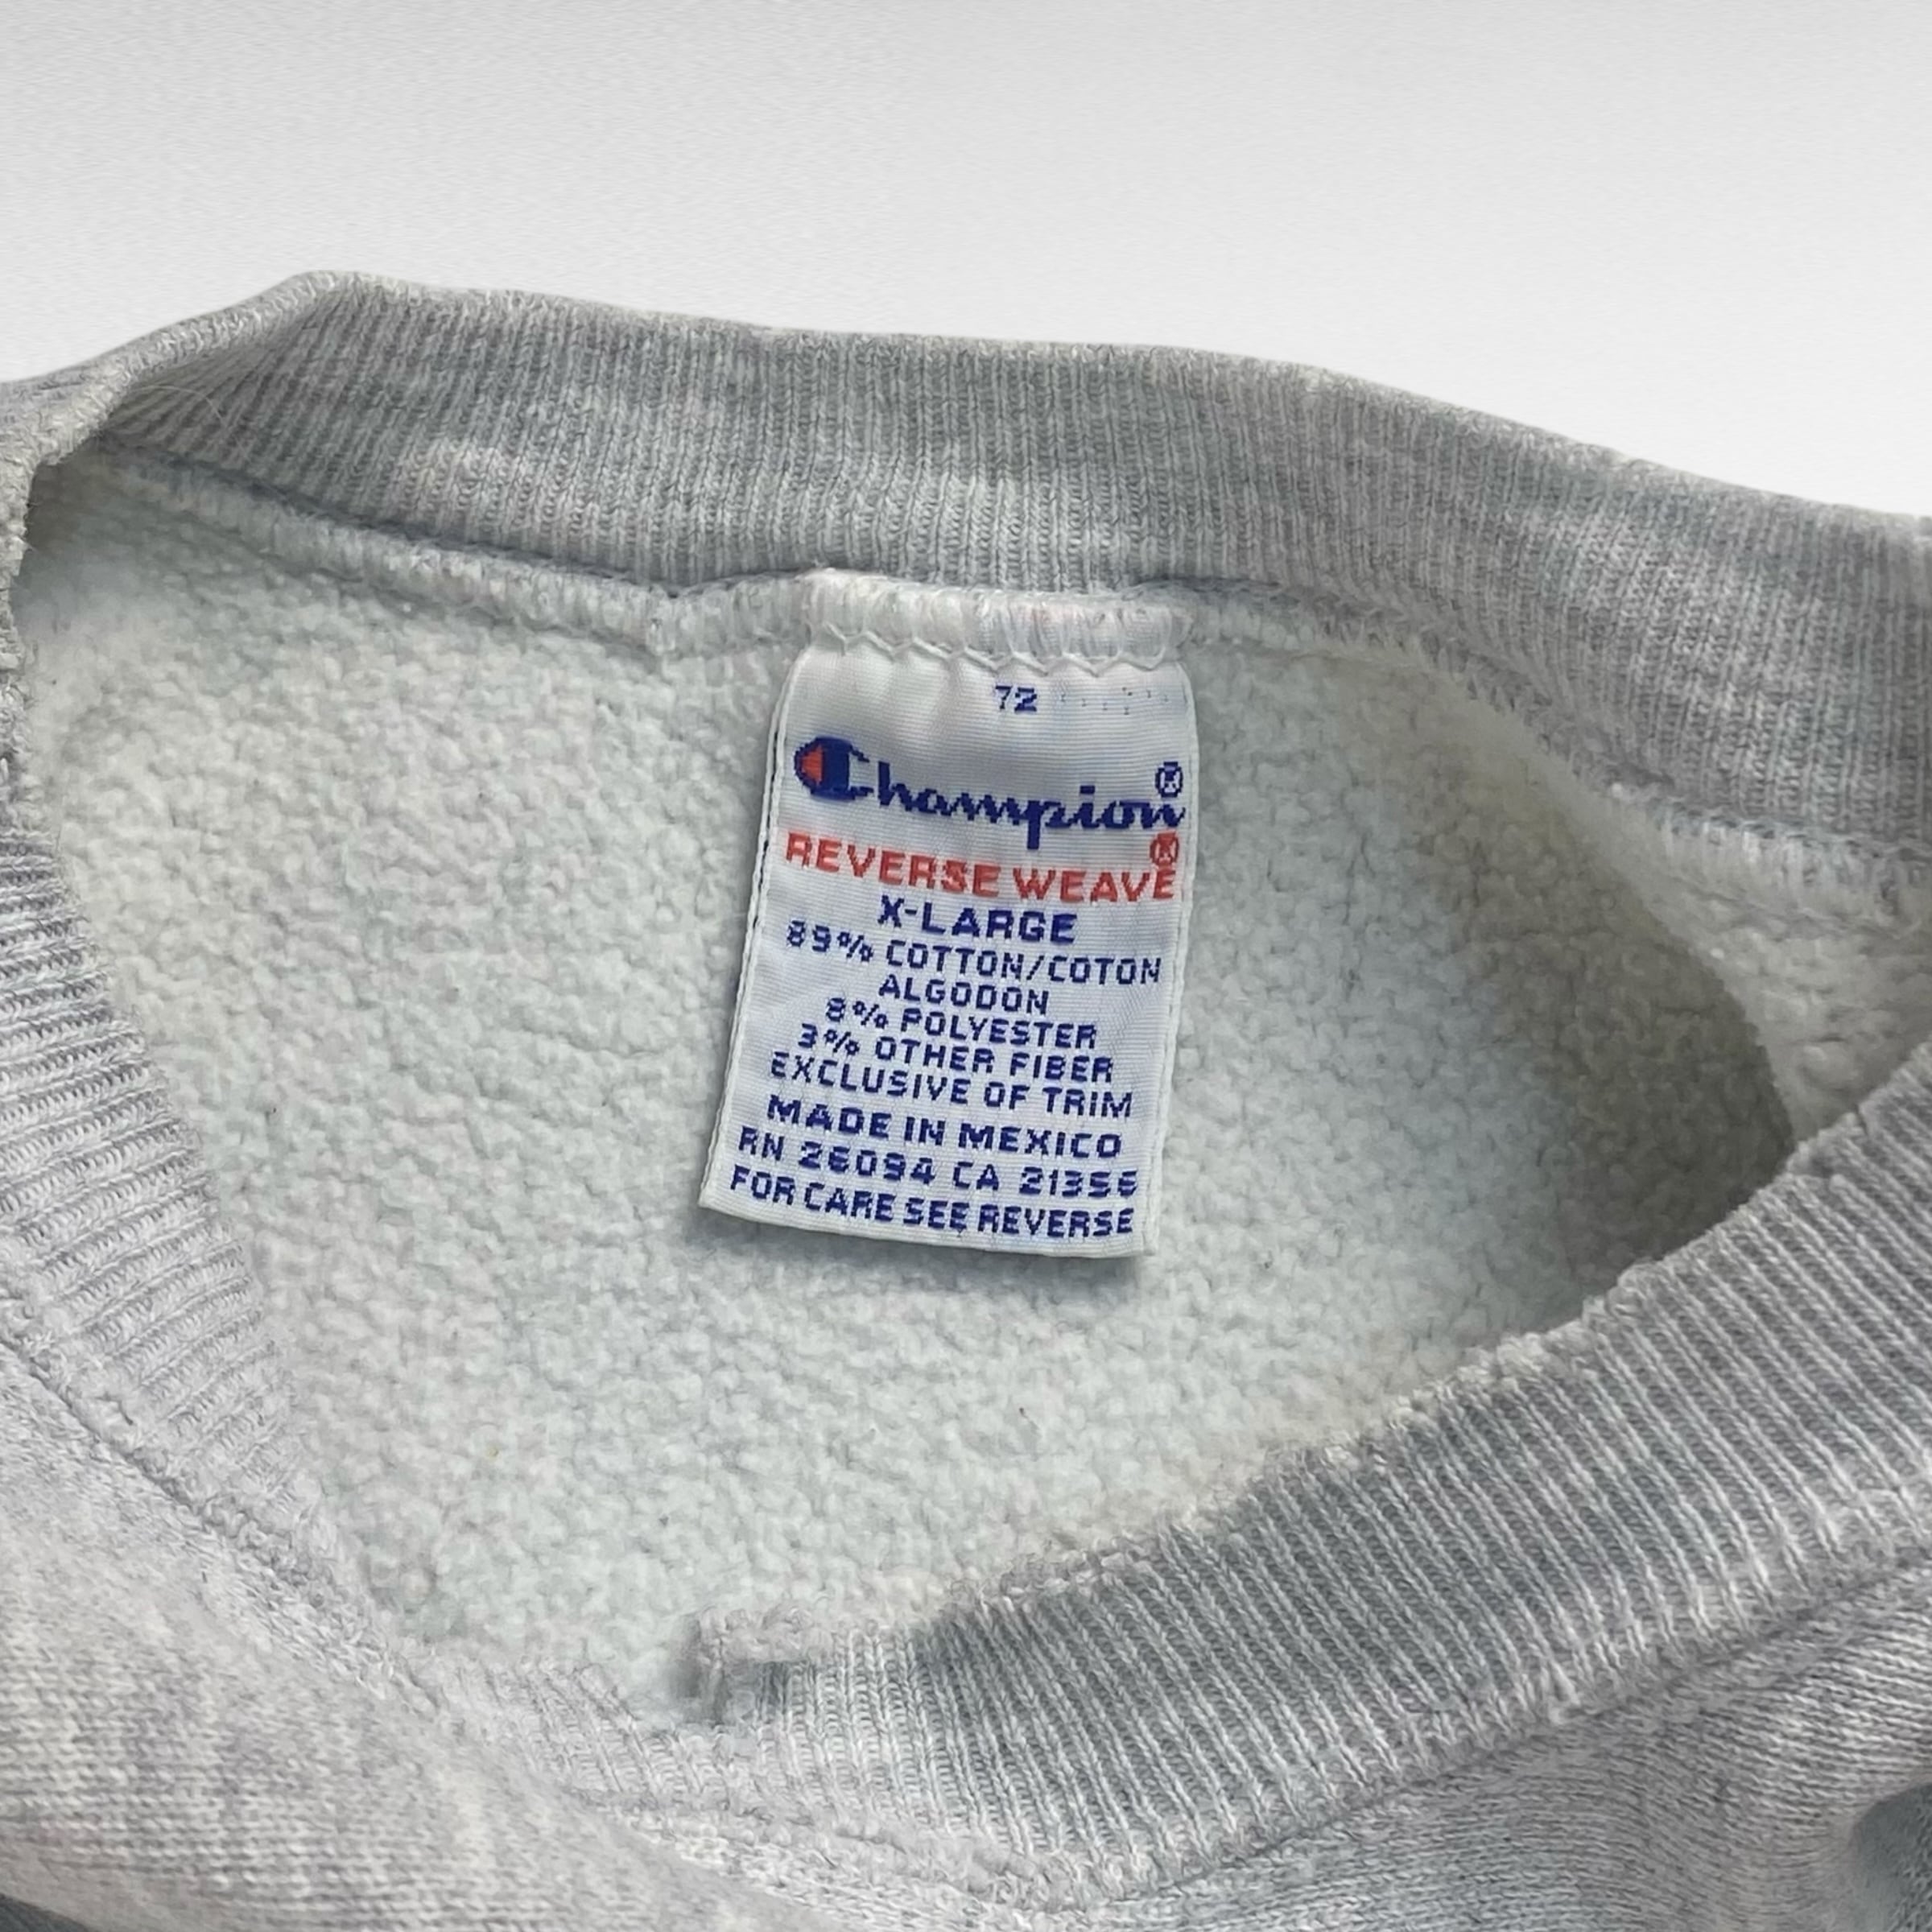 72
Champion®
REVERSE WEAVE®
X-LARGE
89% COTTON/COTON
ALGODON
8% POLYESTER
3% OTHER FIBER
EXCLUSIVE OF TRIM
MADE IN MEXICO
RN 26094 CA 21356
FOR CARE SEE REVERSE